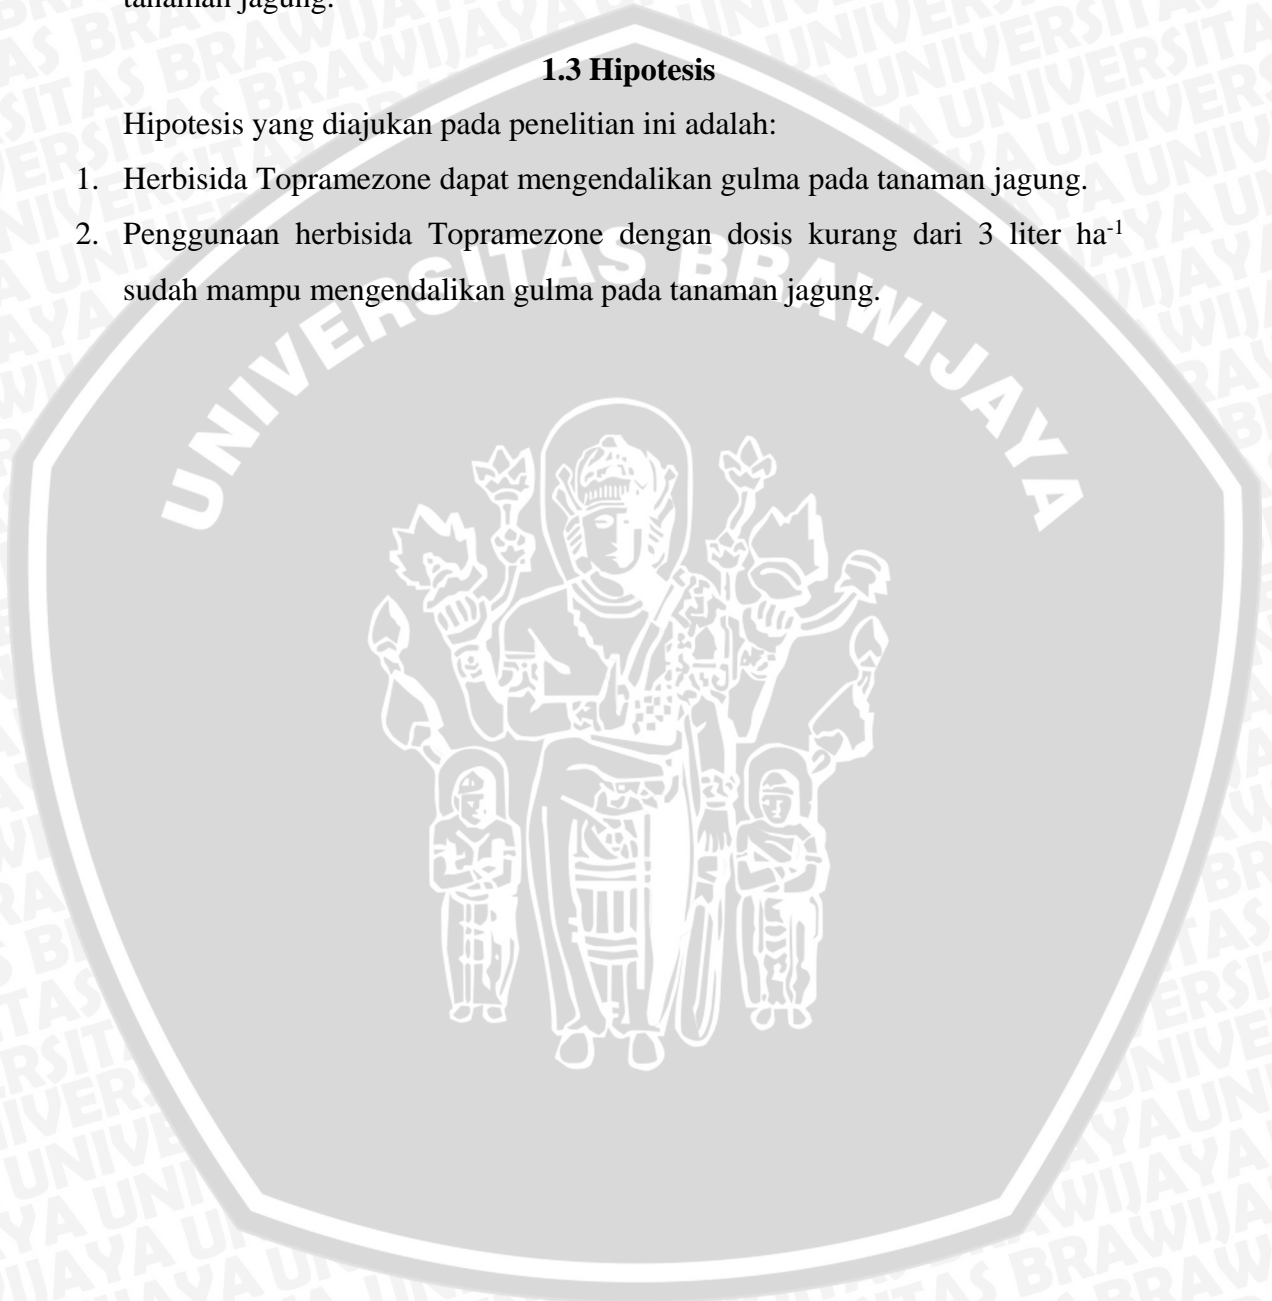 tanaman jagung.
1.3 Hipotesis
Hipotesis yang diajukan pada penelitian ini adalah:
1. Herbisida Topramezone dapat mengendalikan gulma pada tanaman jagung.
2. Penggunaan herbisida Topramezone dengan dosis kurang dari 3 liter ha-1
sudah mampu mengendalikan gulma pada tanaman jagung.
UNIVERSITAS BRAWIJAYA